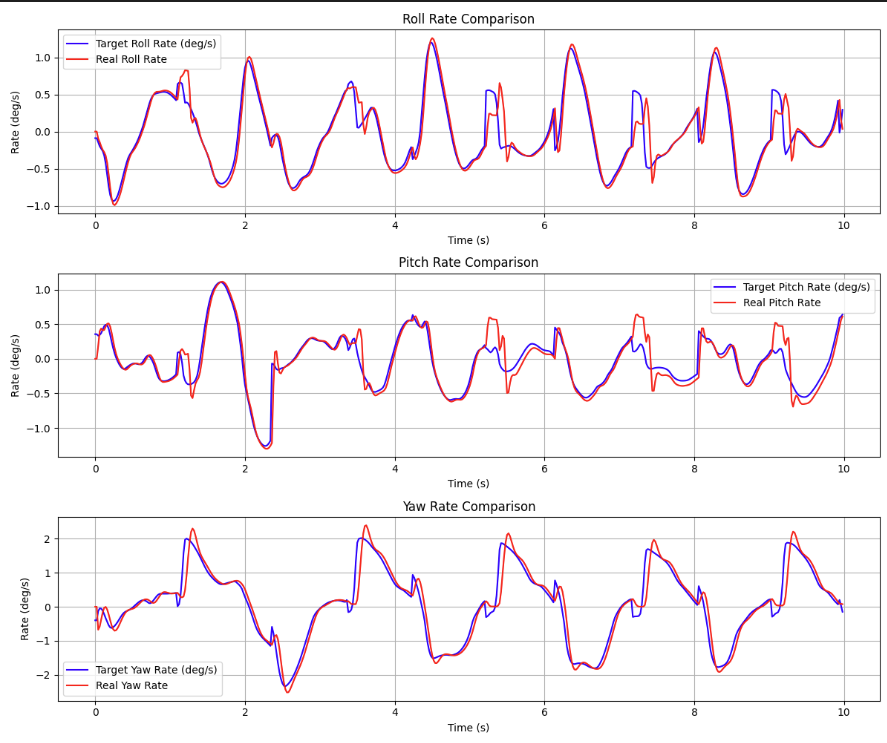 Roll Rate Comparison
Target Roll Rate (deg/s)
Real Roll Rate
Rate (deg/s)
1.0
0.5
0.0
−0.5
−1.0
0 2 4 6 8 10
Time (s)
Pitch Rate Comparison
Target Pitch Rate (deg/s)
Real Pitch Rate
Rate (deg/s)
1.0
0.5
0.0
−0.5
−1.0
0 2 4 6 8 10
Time (s)
Yaw Rate Comparison
Target Yaw Rate (deg/s)
Real Yaw Rate
Rate (deg/s)
2
1
0
−1
−2
0 2 4 6 8 10
Time (s)